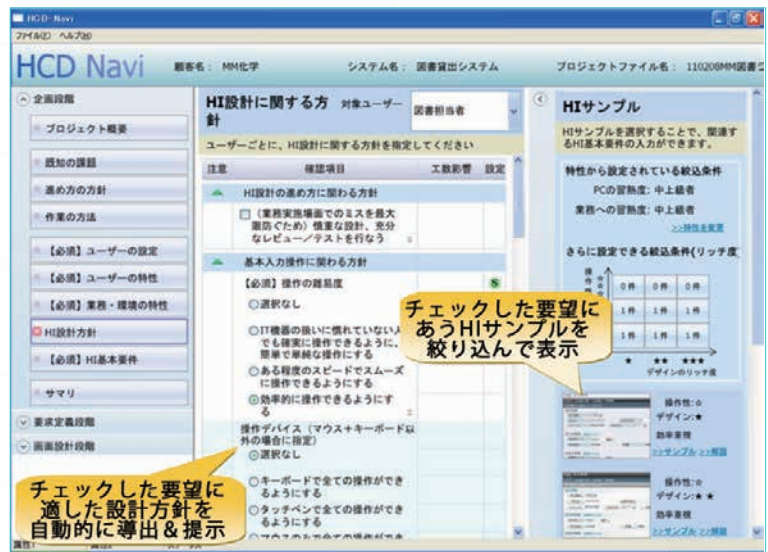 HCD-Navi
ファイル(F) ヘルプ(H)
HCD Navi
顧客名： MM化学
システム名： 図書貸出システム
プロジェクトファイル名： 110208MM図書
企画段階
プロジェクト概要
既知の課題
進め方の方針
作業の方法
【必須】ユーザーの設定
【必須】ユーザーの特性
【必須】業務・環境の特性
HI設計方針
【必須】HI基本要件
サマリ
要求定義段階
画面設計段階
HI設計に関する方針
対象ユーザー
図書担当者
ユーザーごとに、HI設計に関する方針を指定してください
注意 確認項目 工数影響 設定
HI設計の進め方に関わる方針
（業務実施場面でのミスを最大
限防ぐため）慎重な設計、充分
なレビュー／テストを行なう
基本入力操作に関わる方針
【必須】操作の難易度
S
選択なし
IT機器の扱いに慣れていない人
でも確実に操作できるように、
簡単で単純な操作にする
ある程度のスピードでスムーズ
に操作できるようにする
効率的に操作できるようにす
る
操作デバイス（マウス＋キーボード以
外の場合に指定）
選択なし
キーボードで全ての操作ができ
るようにする
タッチペンで全ての操作ができ
るようにする
HIサンプル
HIサンプルを選択することで、関連す
るHI基本要件の入力ができます。
特性から設定されている絞込条件
PCの習熟度: 中上級者
業務への習熟度: 中上級者
>>特性を変更
さらに設定できる絞込条件(リッチ度
0件 0件 0件
1件 1件 1件
1件 1件 1件
★ ★★ ★★★
デザインのリッチ度
操作性:☆
デザイン:★
効率重視
>>サンプル >>解説
操作性:☆
デザイン:★★
効率重視
>>サンプル >>解説
チェックした要望に
あうHIサンプルを
絞り込んで表示
チェックした要望に
適した設計方針を
自動的に導出＆提示